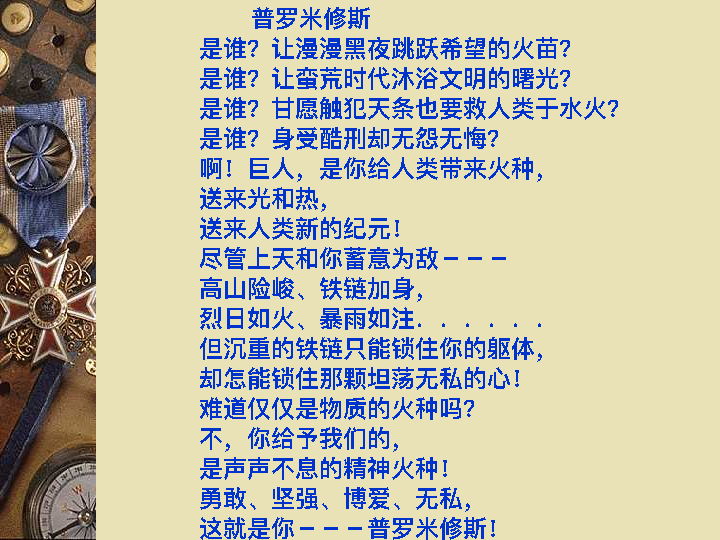 普罗米修斯
是谁？让漫漫黑夜跳跃希望的火苗？
是谁？让蛮荒时代沐浴文明的曙光？
是谁？甘愿触犯天条也要救人类于水火？
是谁？身受酷刑却无怨无悔？
啊！巨人，是你给人类带来火种，
送来光和热，
送来人类新的纪元！
尽管上天和你蓄意为敌－－－
高山险峻、铁链加身，
烈日如火、暴雨如注．．．．．．
但沉重的铁链只能锁住你的躯体，
却怎能锁住那颗坦荡无私的心！
难道仅仅是物质的火种吗？
不，你给予我们的，
是声声不息的精神火种！
勇敢、坚强、博爱、无私，
这就是你－－－普罗米修斯！